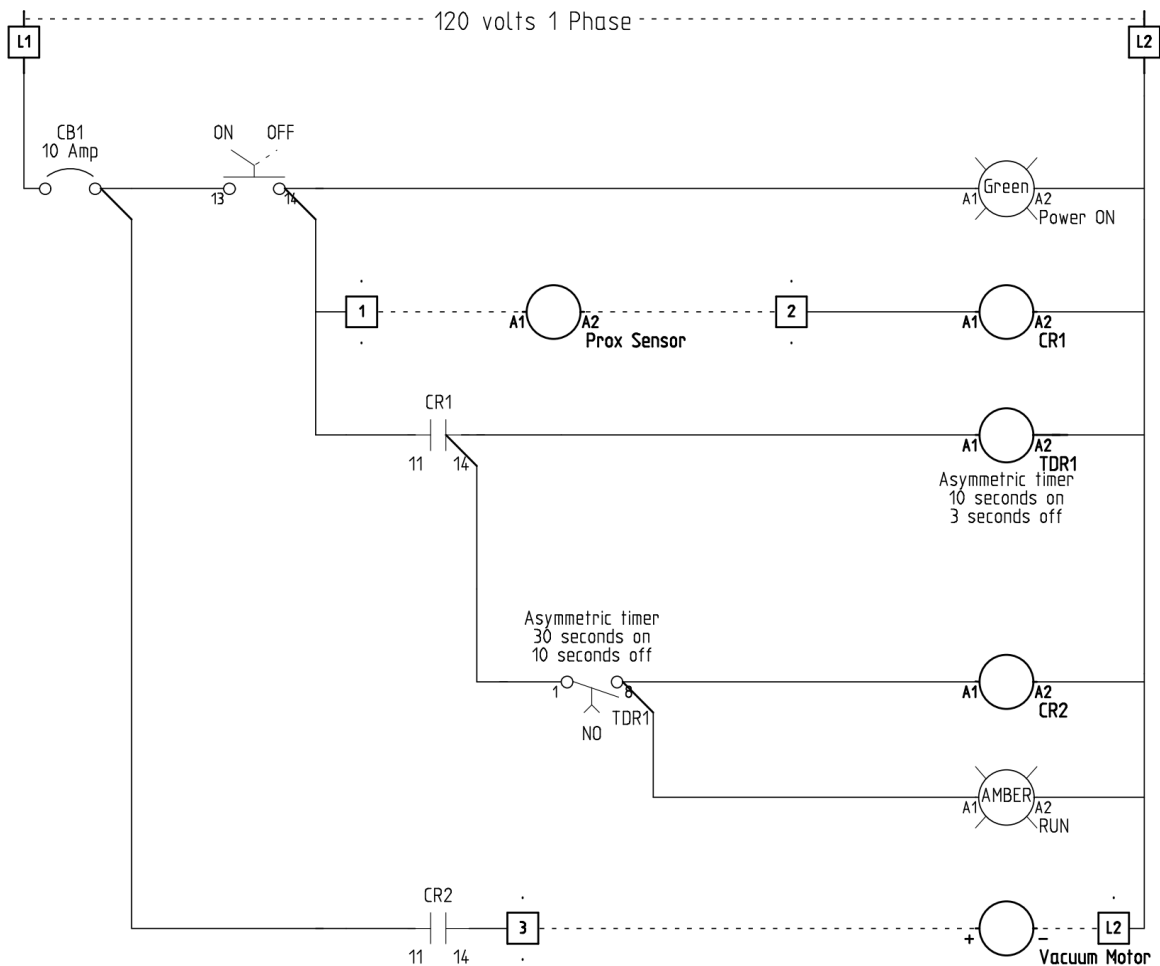 120 volts 1 Phase
L1
L2
CB1
10 Amp
ON OFF
13 14
Green
A1 A2
Power ON
1
A1 A2
Prox Sensor
2
A1 A2
CR1
CR1
11 14
A1 A2
TDR1
Asymmetric timer
10 seconds on
3 seconds off
Asymmetric timer
30 seconds on
10 seconds off
1 8
TDR1
NO
A1 A2
CR2
AMBER
A1 A2
RUN
CR2
11 14
3
+ -
Vacuum Motor
L2